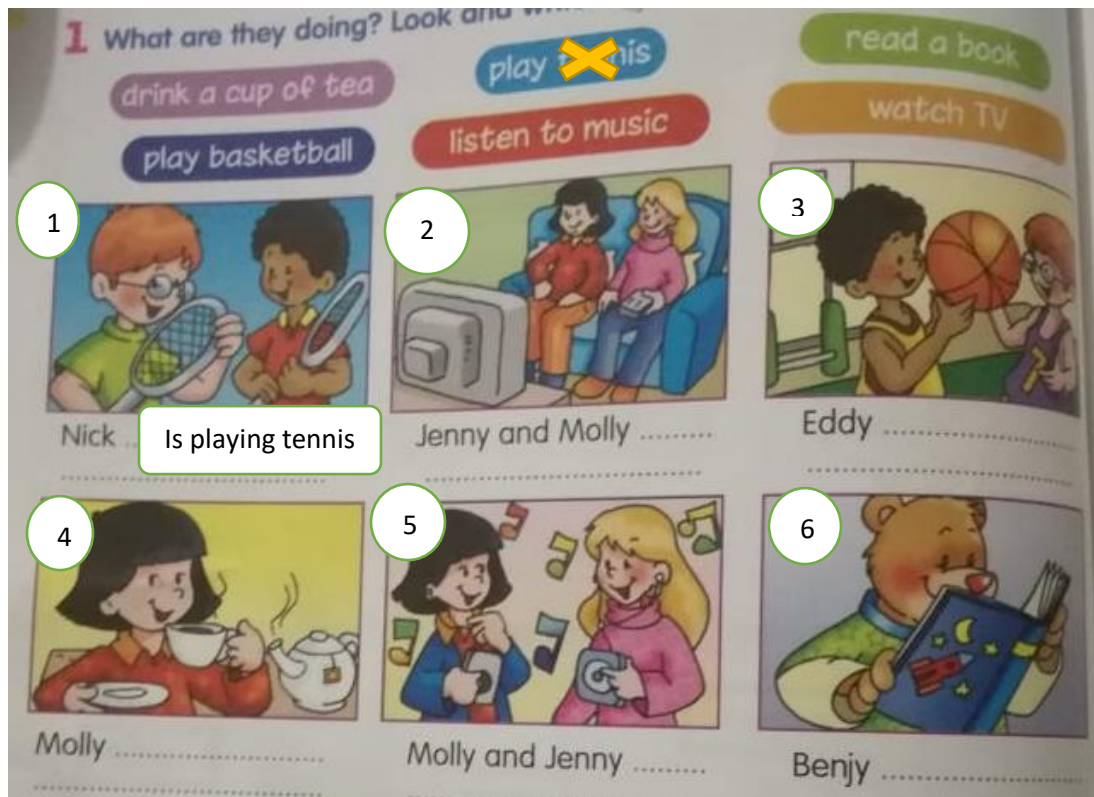 1 What are they doing? Look and
drink a cup of tea
play nis
read a book
play basketball
listen to music
watch TV
1
2
3
Nick ..
Is playing tennis
Jenny and Molly ..........
Eddy ..............................
4
5
6
Molly ..............................
Molly and Jenny ..........
Benjy ..............................